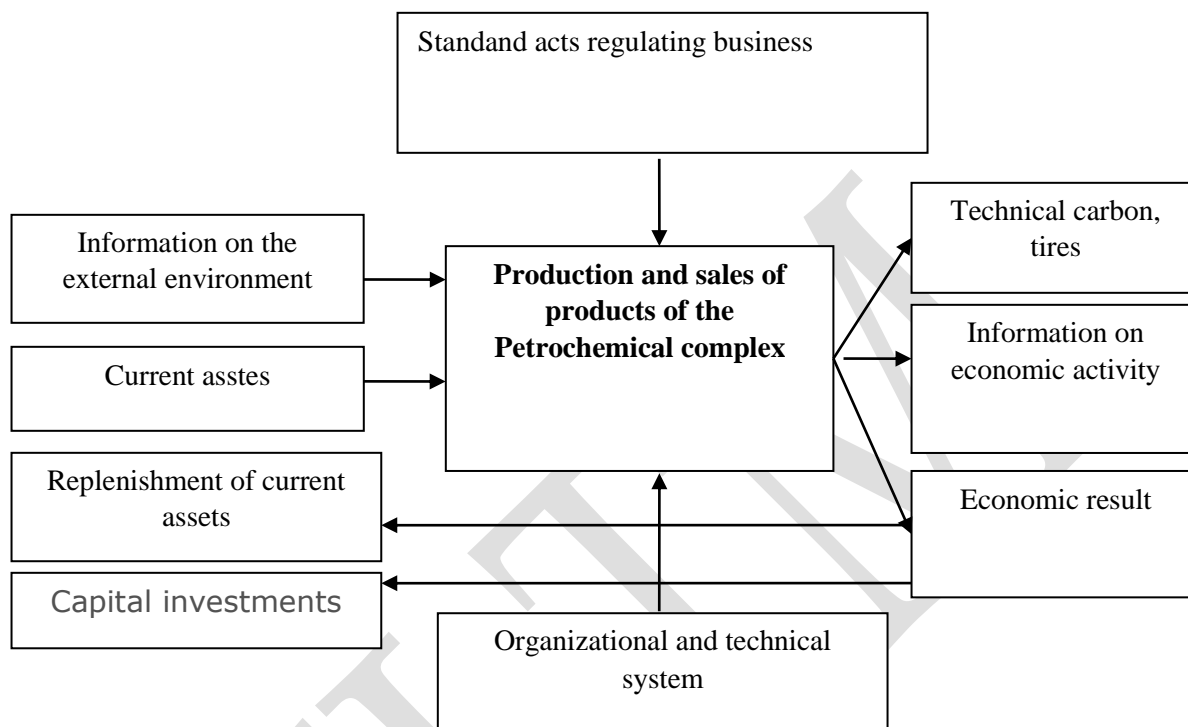 Standand acts regulating business
Information on the
external environment
Current asstes
Replenishment of current
assets
Capital investments
Production and sales of
products of the
Petrochemical complex
Organizational and technical
system
Technical carbon,
tires
Information on
economic activity
Economic result